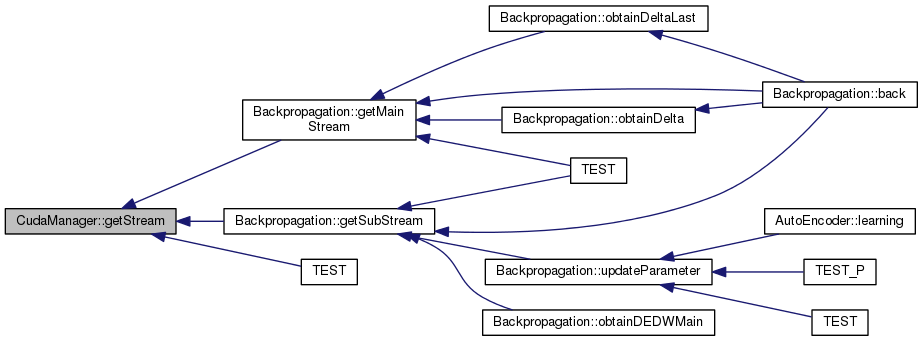 Backpropagation::obtainDeltaLast
Backpropagation::back
Backpropagation::getMain
Stream
Backpropagation::obtainDelta
TEST
CudaManager::getStream
Backpropagation::getSubStream
AutoEncoder::learning
TEST
Backpropagation::updateParameter
TEST_P
Backpropagation::obtainDEDWMain
TEST